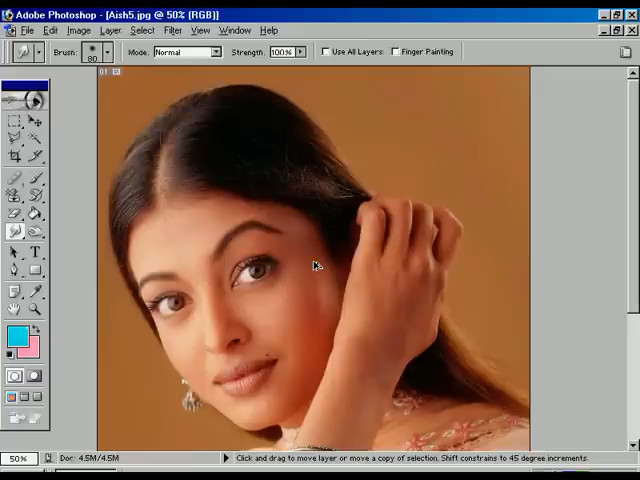 Adobe Photoshop - [Aish5.jpg @ 50% (RGB)]
File Edit Image Layer Select Filter View Window Help
Brush: 80 Mode: Normal Strength: 100% Use All Layers Finger Painting
01
T
50% Doc: 4.5M/4.5M Click and drag to move layer or move a copy of selection. Shift constrains to 45 degree increments.